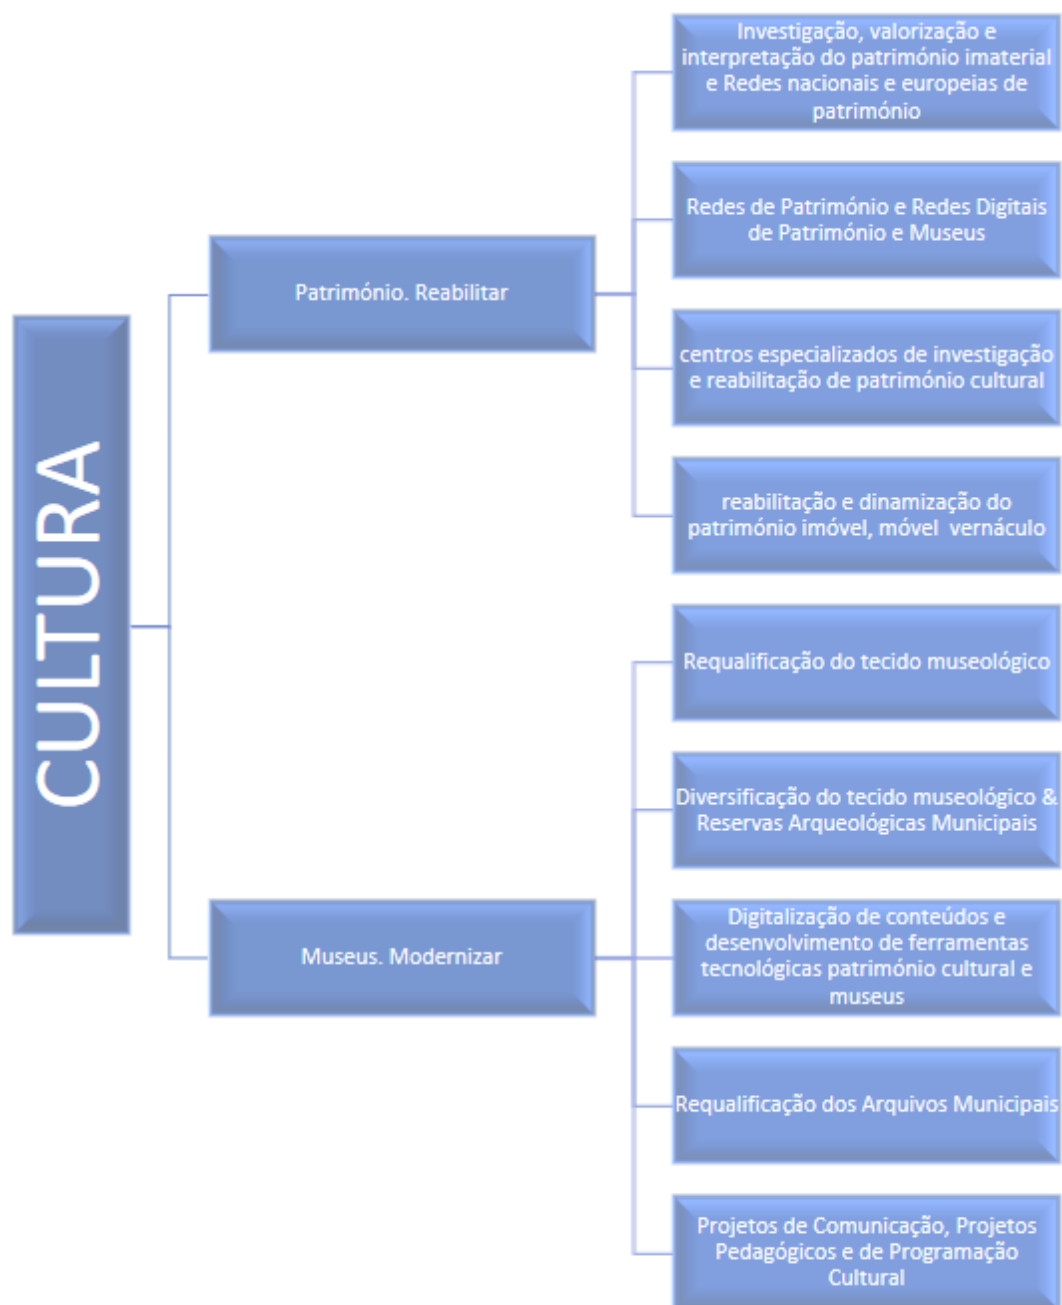 CULTURA
Património. Reabilitar
Investigação, valorização e
interpretação do património imaterial
e Redes nacionais e europeias de
património
Redes de Património e Redes Digitais
de Património e Museus
centros especializados de investigação
e reabilitação de património cultural
reabilitação e dinamização do
património imóvel, móvel  vernáculo
Museus. Modernizar
Requalificação do tecido museológico
Diversificação do tecido museológico &
Reservas Arqueológicas Municipais
Digitalização de conteúdos e
desenvolvimento de ferramentas
tecnológicas património cultural e
museus
Requalificação dos Arquivos Municipais
Projetos de Comunicação, Projetos
Pedagógicos e de Programação
Cultural